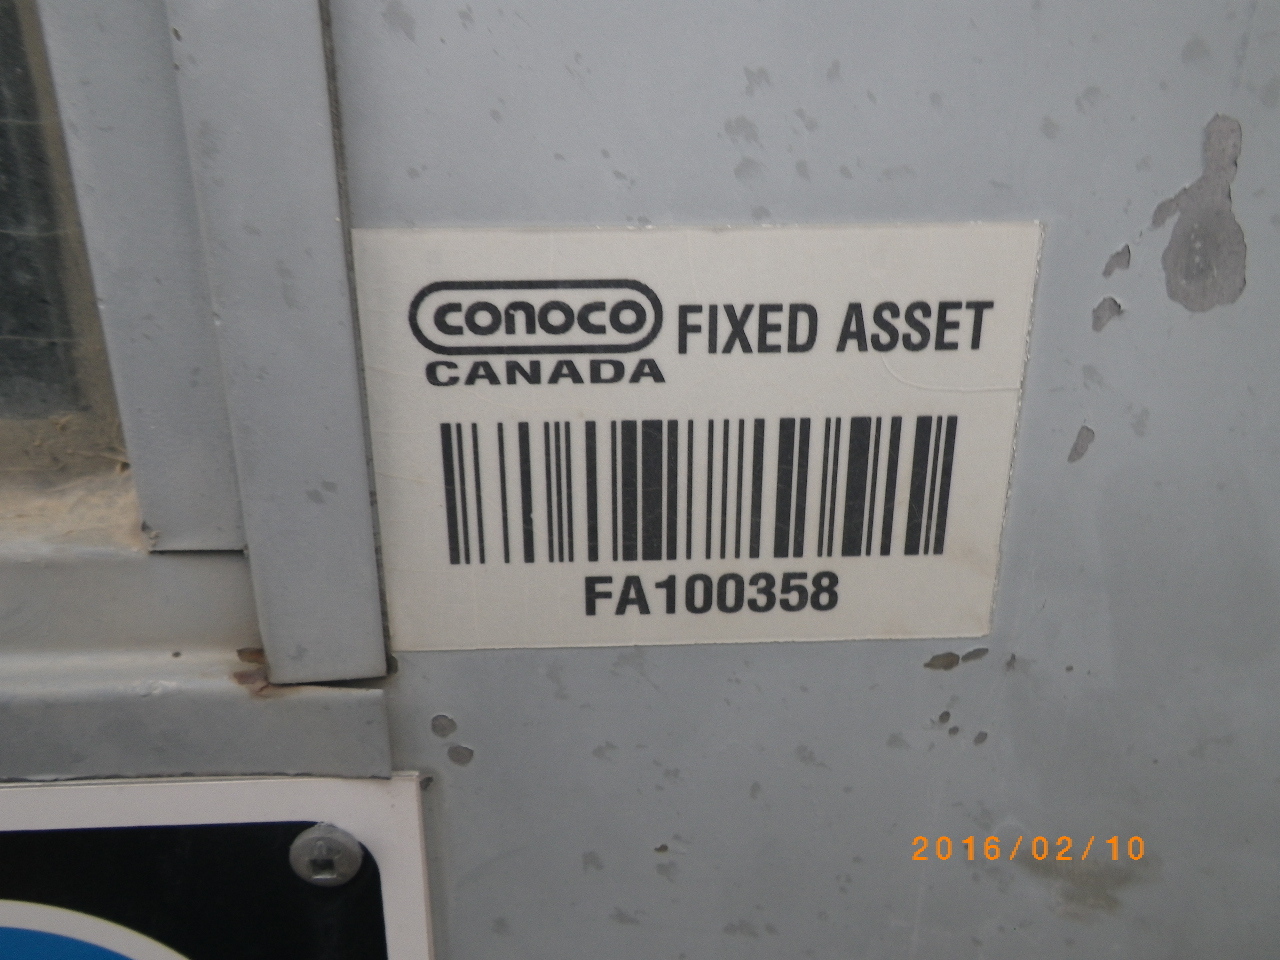 CONOCO FIXED ASSET
CANADA
FA100358
2016/02/10